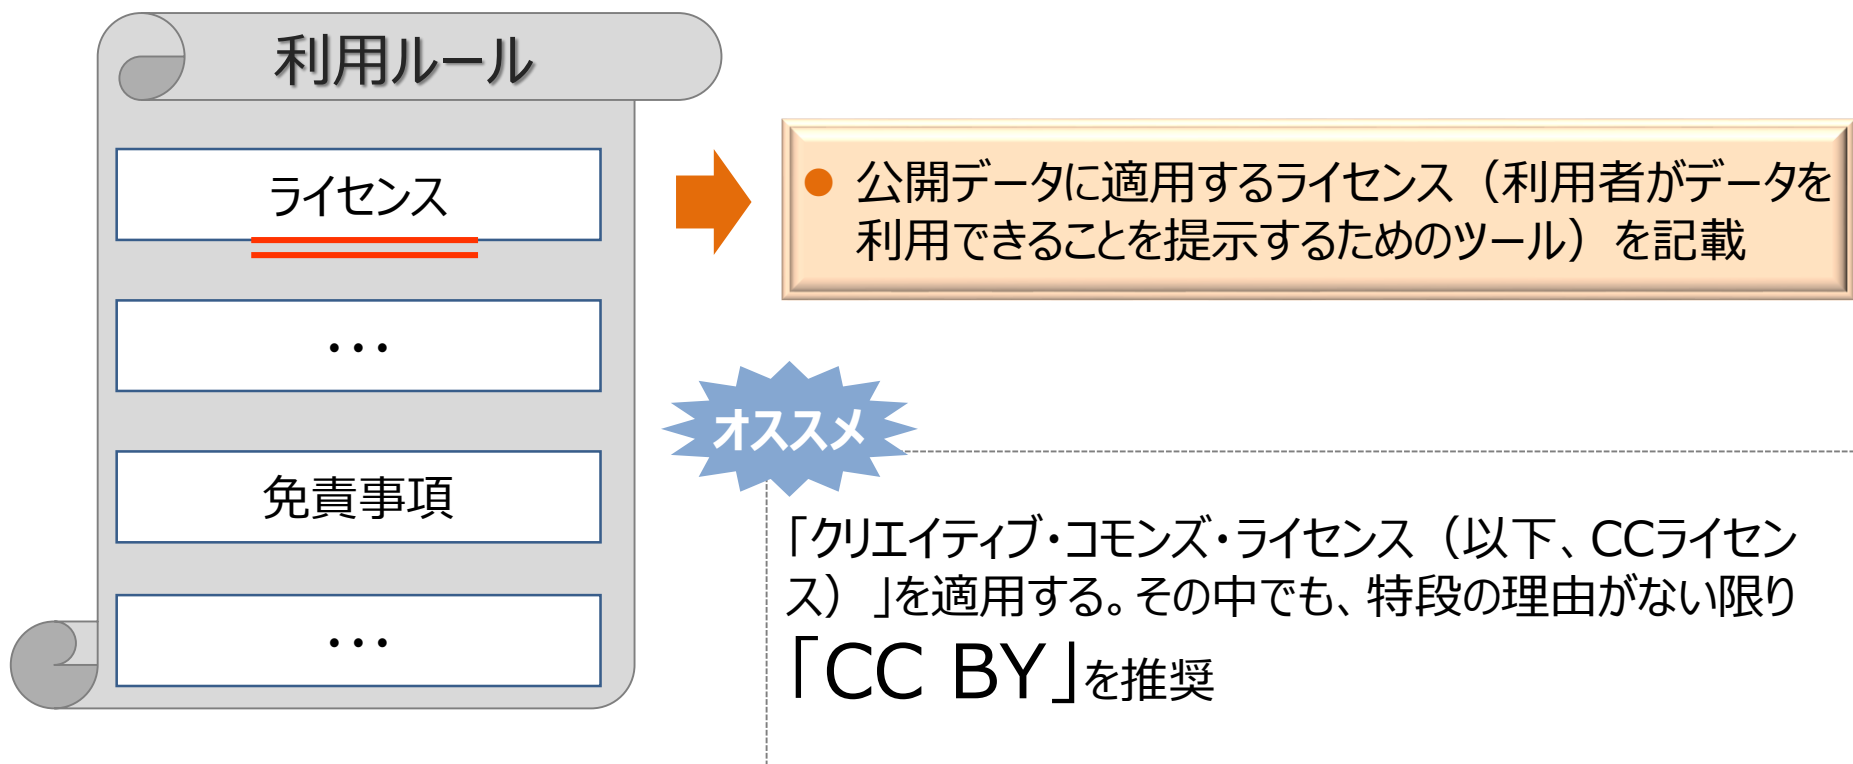 利用ルール
ライセンス
・・・
免責事項
・・・
● 公開データに適用するライセンス（利用者がデータを
利用できることを提示するためのツール）を記載
オススメ
「クリエイティブ・コモンズ・ライセンス（以下、CCライセン
ス）」を適用する。その中でも、特段の理由がない限り
「CC BY」を推奨